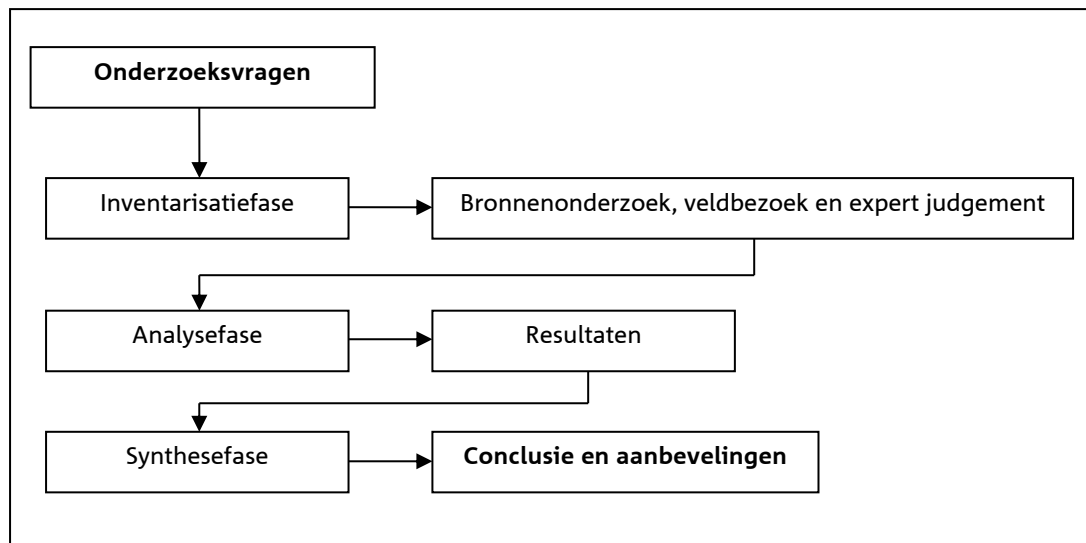 Onderzoeksvragen
Inventarisatiefase
Bronnenonderzoek, veldbezoek en expert judgement
Analysefase
Resultaten
Synthesefase
Conclusie en aanbevelingen